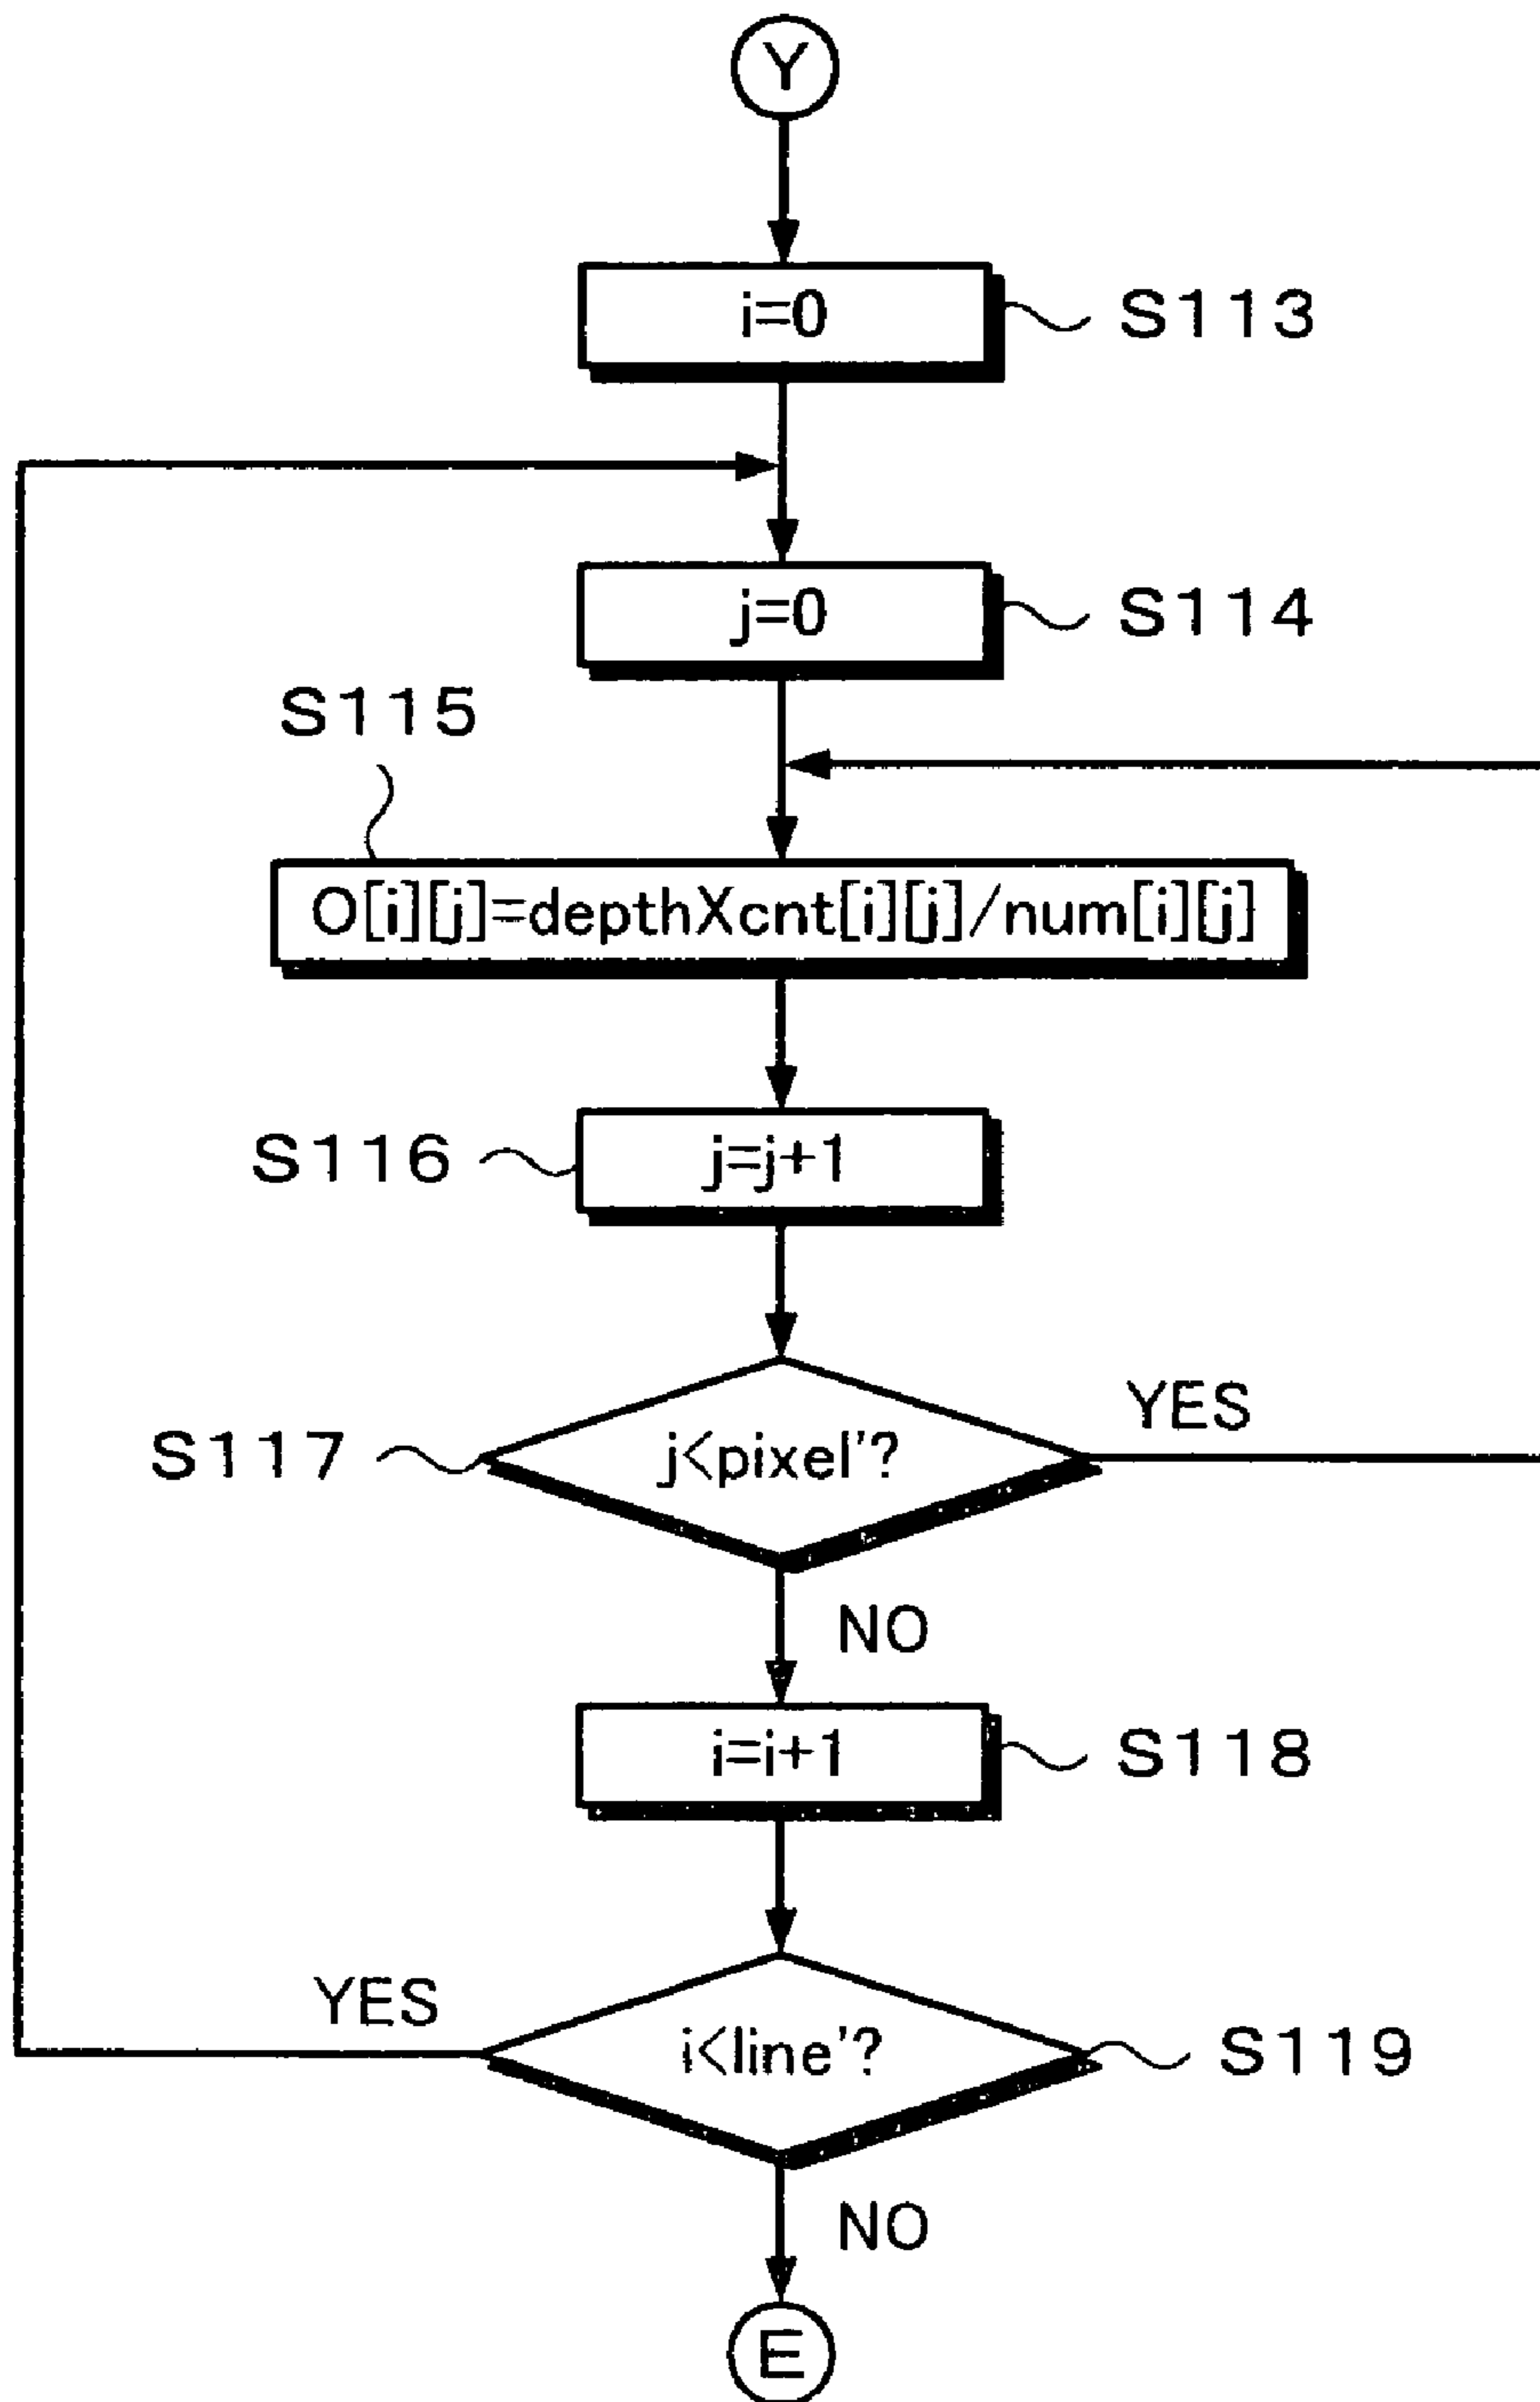 Y
i=0
S113
j=0
S114
S115
O[i][j]=depthXcnt[i][j]/num[i][j]
S116
j=j+1
YES
S117
j<pixel'?
NO
i=i+1
S118
YES
i<line'?
S119
NO
E